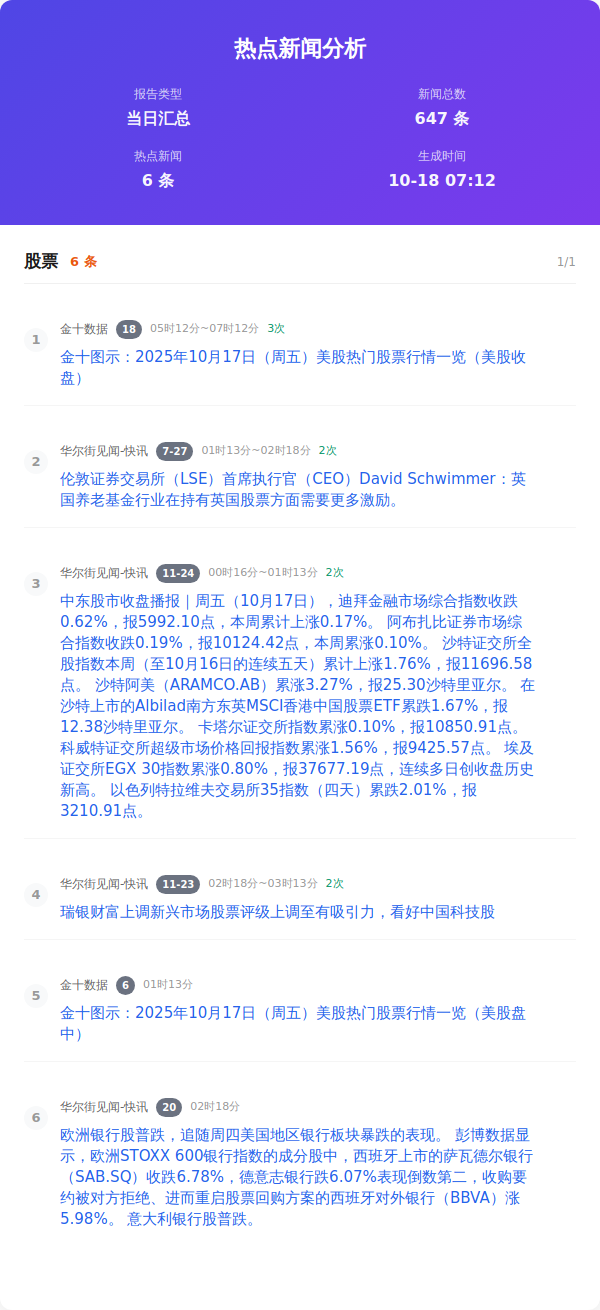 热点新闻分析
报告类型
新闻总数
当日汇总
647 条
热点新闻
生成时间
6 条
10-18 07:12
股票 6 条 1/1
1
金十数据 18 05时12分~07时12分 3次
金十图示：2025年10月17日（周五）美股热门股票行情一览（美股收
盘）
2
华尔街见闻-快讯 7-27 01时13分~02时18分 2次
伦敦证券交易所（LSE）首席执行官（CEO）David Schwimmer：英
国养老基金行业在持有英国股票方面需要更多激励。
3
华尔街见闻-快讯 11-24 00时16分~01时13分 2次
中东股市收盘播报｜周五（10月17日），迪拜金融市场综合指数收跌
0.62%，报5992.10点，本周累计上涨0.17%。 阿布扎比证券市场综
合指数收跌0.19%，报10124.42点，本周累涨0.10%。 沙特证交所全
股指数本周（至10月16日的连续五天）累计上涨1.76%，报11696.58
点。 沙特阿美（ARAMCO.AB）累涨3.27%，报25.30沙特里亚尔。 在
沙特上市的Albilad南方东英MSCI香港中国股票ETF累跌1.67%，报
12.38沙特里亚尔。 卡塔尔证交所指数累涨0.10%，报10850.91点。
科威特证交所超级市场价格回报指数累涨1.56%，报9425.57点。 埃及
证交所EGX 30指数累涨0.80%，报37677.19点，连续多日创收盘历史
新高。 以色列特拉维夫交易所35指数（四天）累跌2.01%，报
3210.91点。
4
华尔街见闻-快讯 11-23 02时18分~03时13分 2次
瑞银财富上调新兴市场股票评级上调至有吸引力，看好中国科技股
5
金十数据 6 01时13分
金十图示：2025年10月17日（周五）美股热门股票行情一览（美股盘
中）
6
华尔街见闻-快讯 20 02时18分
欧洲银行股普跌，追随周四美国地区银行板块暴跌的表现。 彭博数据显
示，欧洲STOXX 600银行指数的成分股中，西班牙上市的萨瓦德尔银行
（SAB.SQ）收跌6.78%，德意志银行跌6.07%表现倒数第二，收购要
约被对方拒绝、进而重启股票回购方案的西班牙对外银行（BBVA）涨
5.98%。 意大利银行股普跌。